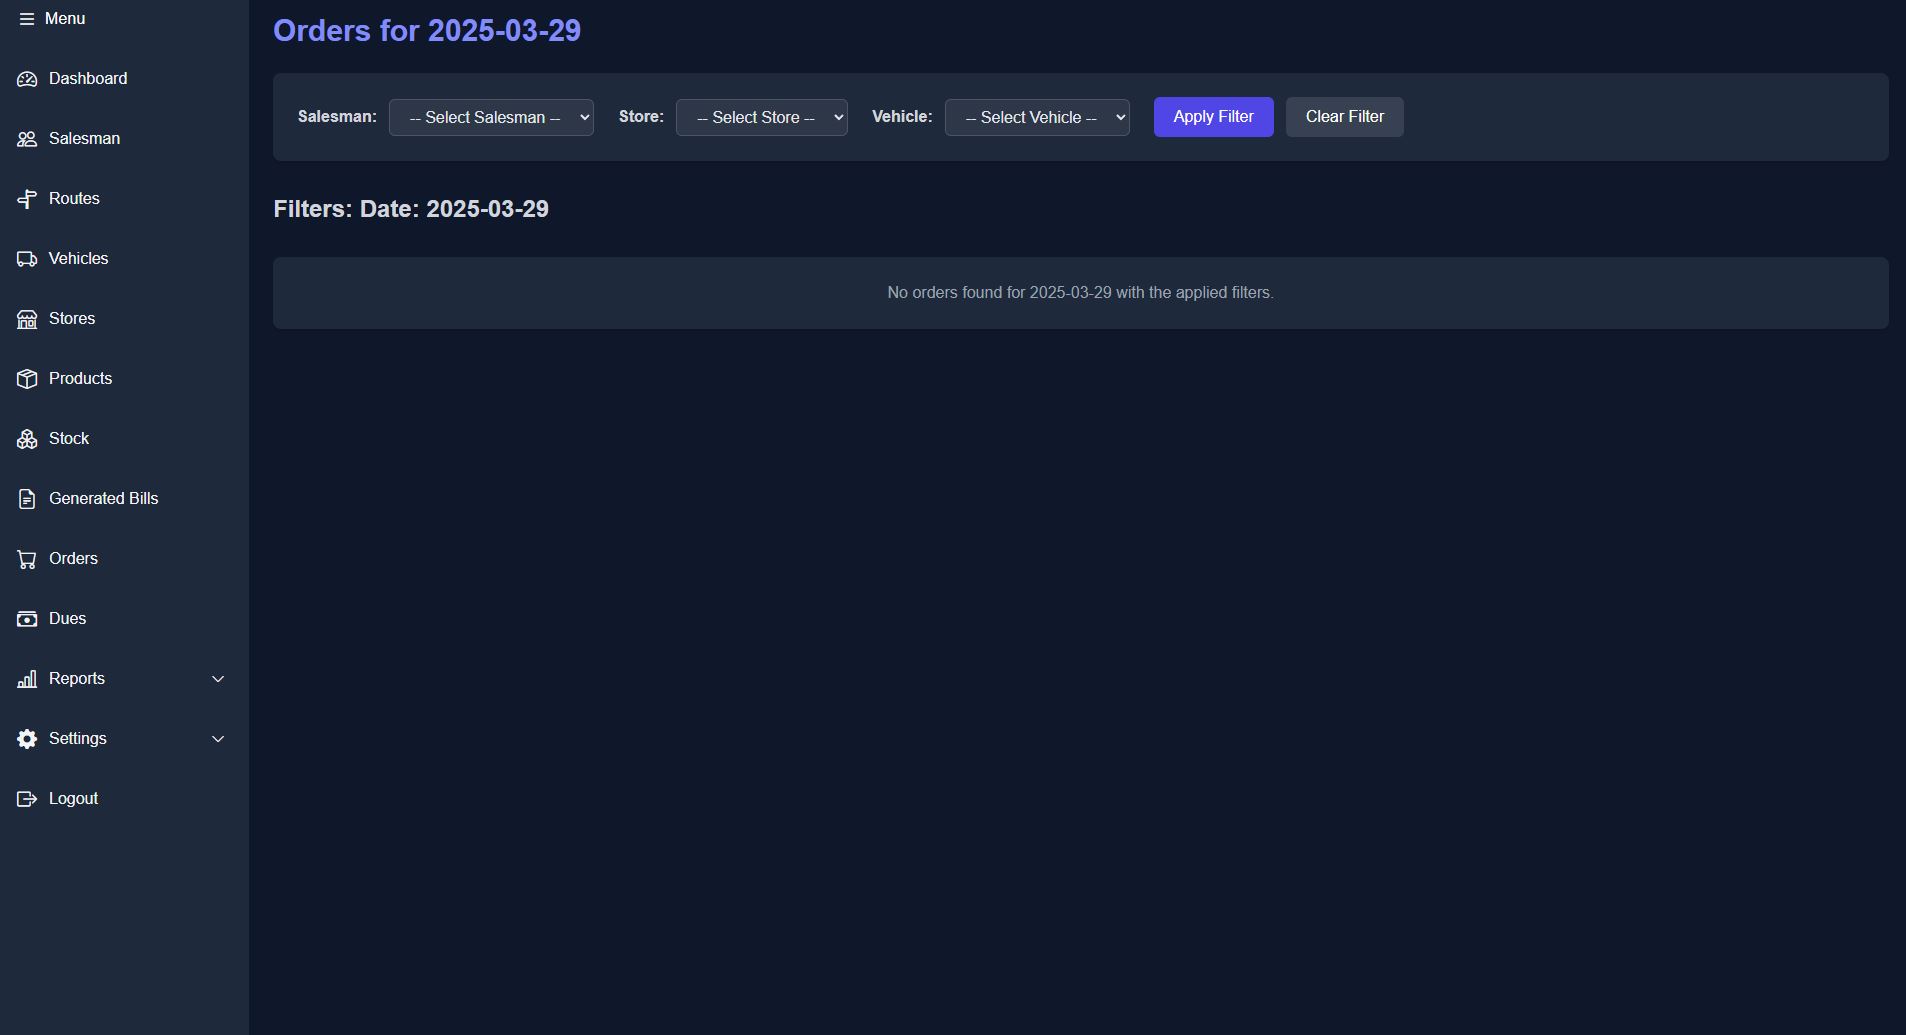 Menu
Dashboard
Salesman
Routes
Vehicles
Stores
Products
Stock
Generated Bills
Orders
Dues
Reports
Settings
Logout
Orders for 2025-03-29
Salesman: -- Select Salesman -- Store: -- Select Store -- Vehicle: -- Select Vehicle -- Apply Filter Clear Filter
Filters: Date: 2025-03-29
No orders found for 2025-03-29 with the applied filters.